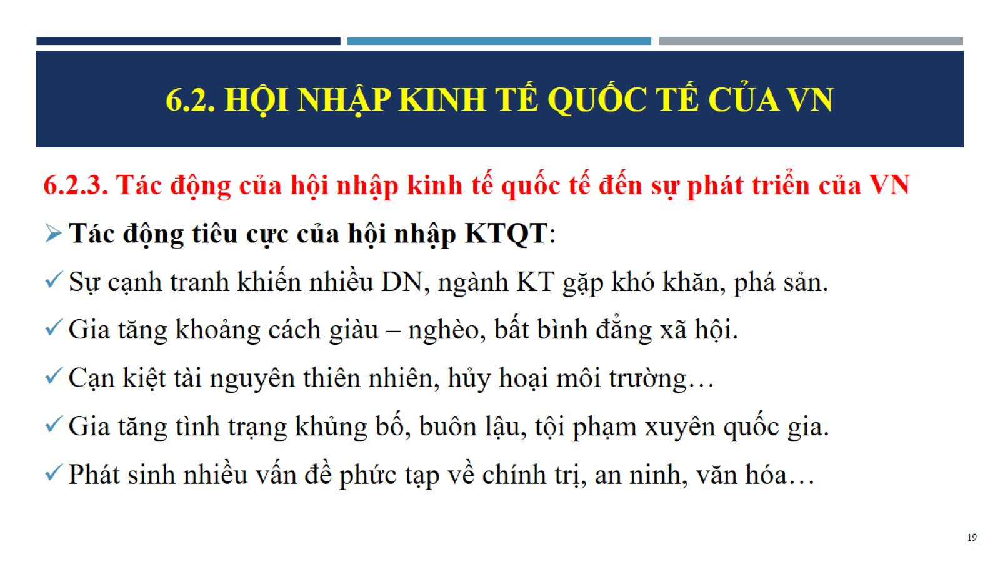 6.2. HỘI NHẬP KINH TẾ QUỐC TẾ CỦA VN
6.2.3. Tác động của hội nhập kinh tế quốc tế đến sự phát triển của VN
➢ Tác động tiêu cực của hội nhập KTQT:
✓ Sự cạnh tranh khiến nhiều DN, ngành KT gặp khó khăn, phá sản.
✓ Gia tăng khoảng cách giàu – nghèo, bất bình đẳng xã hội.
✓ Cạn kiệt tài nguyên thiên nhiên, hủy hoại môi trường…
✓ Gia tăng tình trạng khủng bố, buôn lậu, tội phạm xuyên quốc gia.
✓ Phát sinh nhiều vấn đề phức tạp về chính trị, an ninh, văn hóa…
19